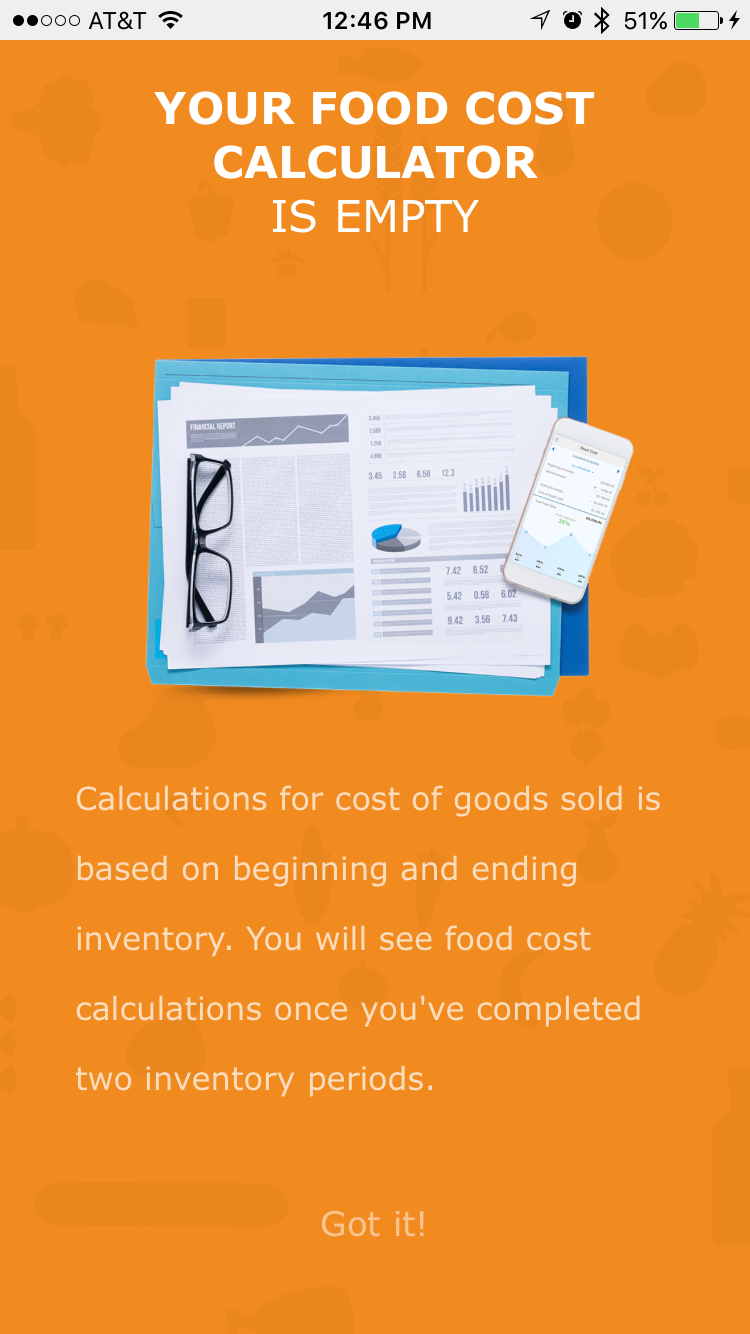 AT&T 12:46 PM 51%
YOUR FOOD COST
CALCULATOR
IS EMPTY
FINANCIAL REPORT
3.45 2.58 6.58 12.3
7.42 8.52
5.42 0.58 6.02
9.42 3.56 7.43
Calculations for cost of goods sold is
based on beginning and ending
inventory. You will see food cost
calculations once you've completed
two inventory periods.
Got it!